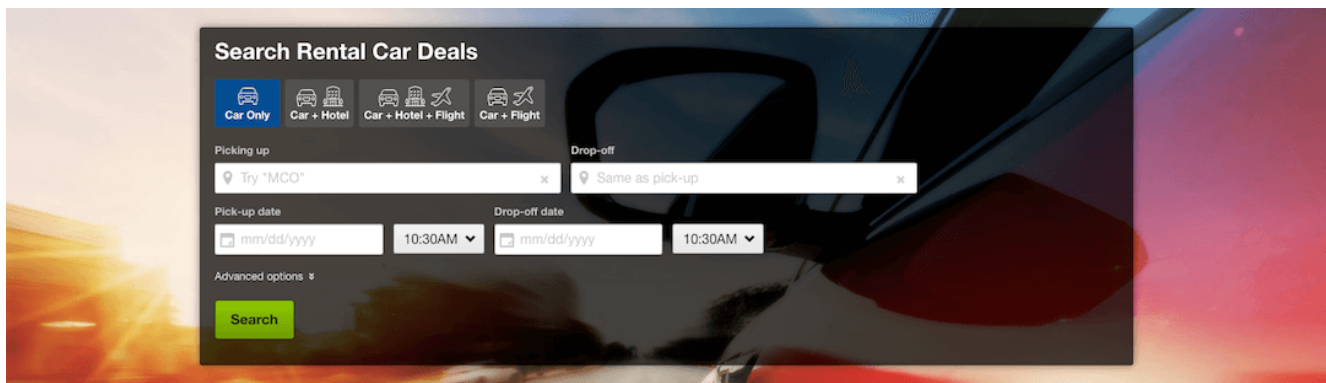 Search Rental Car Deals
Car Only Car + Hotel Car + Hotel + Flight Car + Flight
Picking up Drop-off
Try "MCO" × Same as pick-up ×
Pick-up date Drop-off date
mm/dd/yyyy 10:30AM mm/dd/yyyy 10:30AM
Advanced options
Search